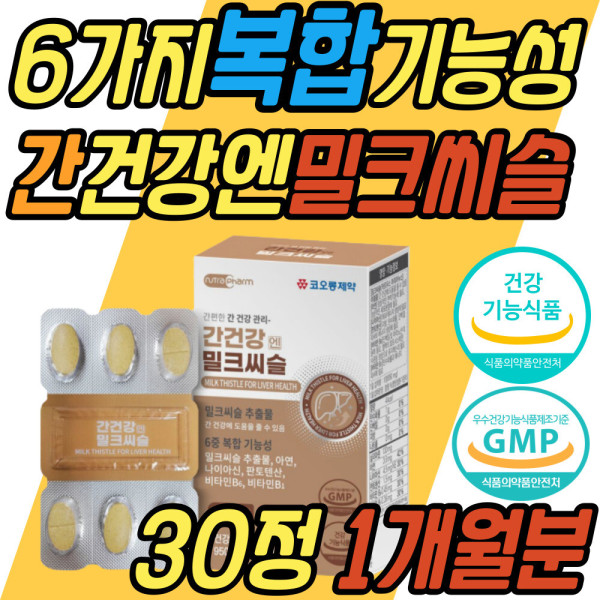 6가지복합기능성
간건강엔밀크씨슬
nutrapharm
코오롱제약
간편한 간 건강 관리-
간건강엔
밀크씨슬
MILK THISTLE FOR LIVER HEALTH
밀크씨슬 추출물
간 건강에 도움을 줄 수 있음
6중 복합 기능성
밀크씨슬 추출물, 아연,
나이아신, 판토텐산,
비타민B₆, 비타민B₁
GMP
간건강엔
밀크씨슬
MILK THISTLE FOR LIVER HEALTH
건강
기능식품
식품의약품안전처
우수건강기능식품제조기준
GMP
식품의약품안전처
30정 1개월분